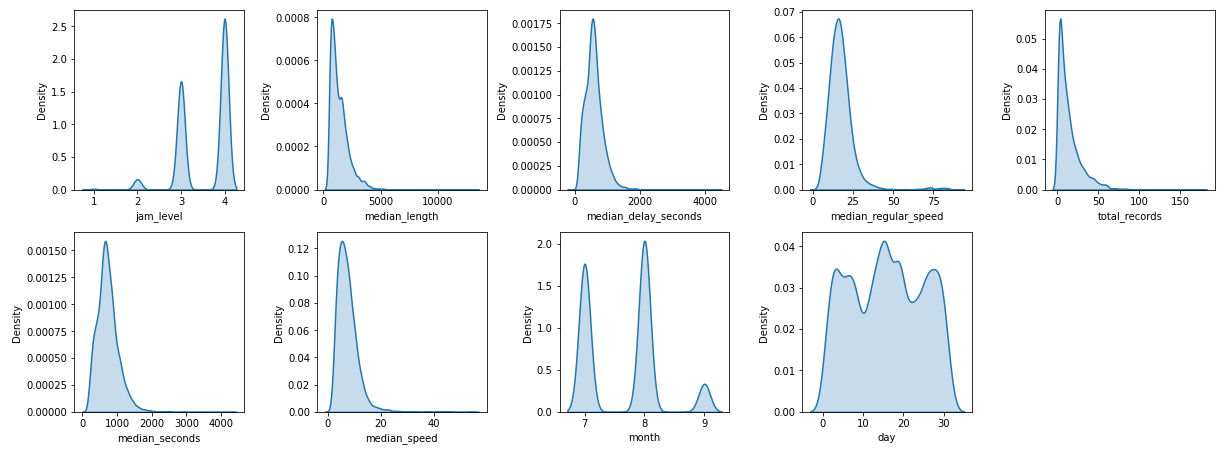 2.5
2.0
1.5
1.0
0.5
0.0
Density
1 2 3 4
jam_level
0.0008
0.0006
0.0004
0.0002
0.0000
Density
0 5000 10000
median_length
0.00175
0.00150
0.00125
0.00100
0.00075
0.00050
0.00025
0.00000
Density
0 2000 4000
median_delay_seconds
0.07
0.06
0.05
0.04
0.03
0.02
0.01
0.00
Density
0 25 50 75
median_regular_speed
0.05
0.04
0.03
0.02
0.01
0.00
Density
0 50 100 150
total_records
0.00150
0.00125
0.00100
0.00075
0.00050
0.00025
0.00000
Density
0 1000 2000 3000 4000
median_seconds
0.12
0.10
0.08
0.06
0.04
0.02
0.00
Density
0 20 40
median_speed
2.0
1.5
1.0
0.5
0.0
Density
7 8 9
month
0.04
0.03
0.02
0.01
0.00
Density
0 10 20 30
day